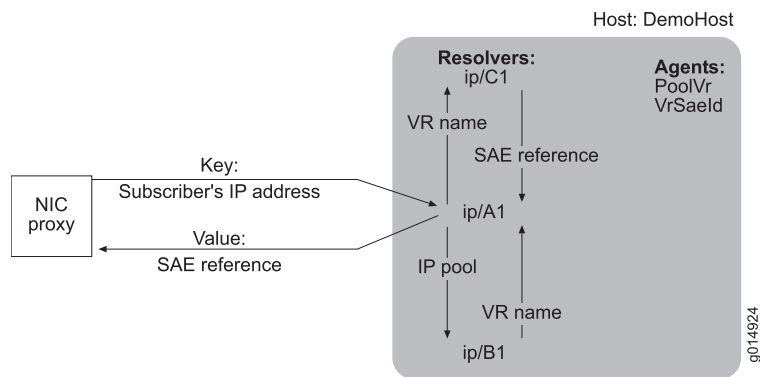 Host: DemoHost
Resolvers:
ip/C1
Agents:
PoolVr
VrSaeId
VR name
SAE reference
Key:
Subscriber's IP address
NIC
proxy
ip/A1
Value:
SAE reference
IP pool
VR name
ip/B1
g014924